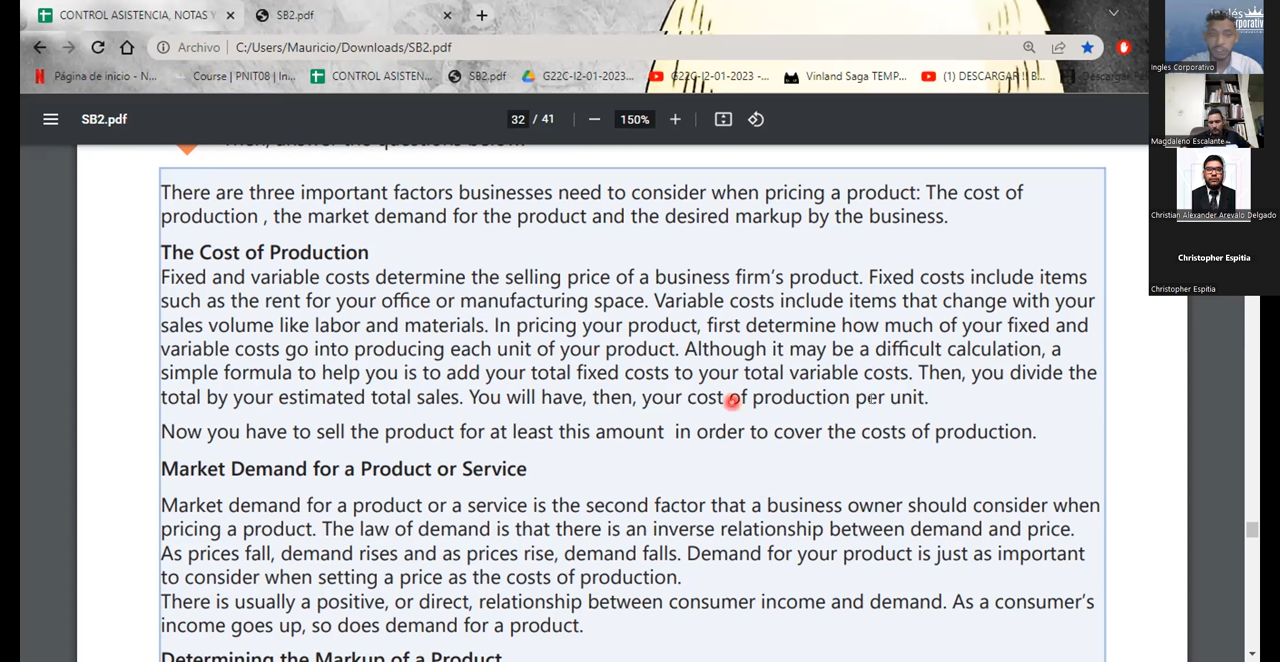 CONTROL ASISTENCIA, NOTAS Y
SB2.pdf
Archivo
C:/Users/Mauricio/Downloads/SB2.pdf
Página de inicio - N...
Course | PNIT08 | In...
CONTROL ASISTEN...
SB2.pdf
G22C-I2-01-2023...
G22C-I2-01-2023 -...
Vinland Saga TEMP...
(1) DESCARGAR !! B...
SB2.pdf
32 / 41
150%
There are three important factors businesses need to consider when pricing a product: The cost of
production , the market demand for the product and the desired markup by the business.
The Cost of Production
Fixed and variable costs determine the selling price of a business firm's product. Fixed costs include items
such as the rent for your office or manufacturing space. Variable costs include items that change with your
sales volume like labor and materials. In pricing your product, first determine how much of your fixed and
variable costs go into producing each unit of your product. Although it may be a difficult calculation, a
simple formula to help you is to add your total fixed costs to your total variable costs. Then, you divide the
total by your estimated total sales. You will have, then, your cost of production per unit.
Now you have to sell the product for at least this amount in order to cover the costs of production.
Market Demand for a Product or Service
Market demand for a product or a service is the second factor that a business owner should consider when
pricing a product. The law of demand is that there is an inverse relationship between demand and price.
As prices fall, demand rises and as prices rise, demand falls. Demand for your product is just as important
to consider when setting a price as the costs of production.
There is usually a positive, or direct, relationship between consumer income and demand. As a consumer's
income goes up, so does demand for a product.
Determining the Markup of a Product
Ingles Corporativo
Magdaleno Escalante
Christian Alexander Arevalo Delgado
Christopher Espitia
Christopher Espitia